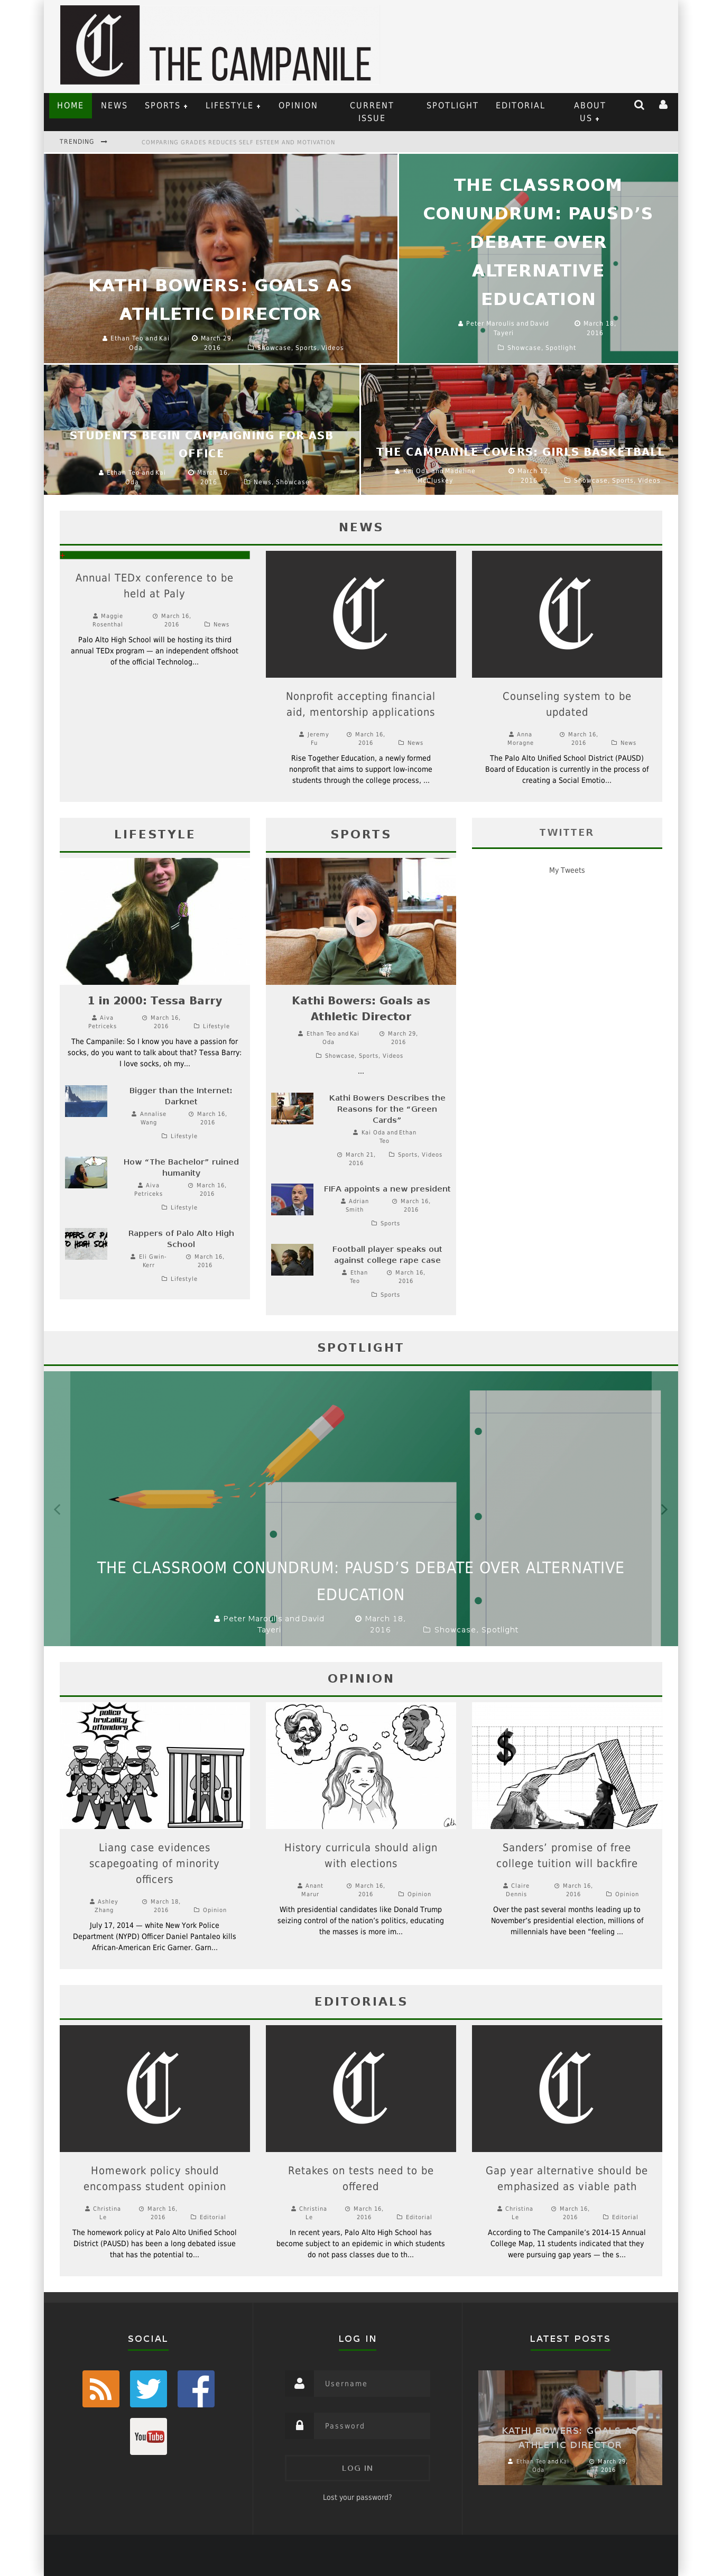 C THE CAMPANILE
HOME NEWS SPORTS LIFESTYLE OPINION CURRENT ISSUE SPOTLIGHT EDITORIAL ABOUT US
TRENDING → COMPARING GRADES REDUCES SELF ESTEEM AND MOTIVATION
KATHI BOWERS: GOALS AS
ATHLETIC DIRECTOR
Ethan Teo and Kai Oda March 29, 2016 Showcase, Sports, Videos
THE CLASSROOM
CONUNDRUM: PAUSD'S
DEBATE OVER
ALTERNATIVE
EDUCATION
Peter Maroulis and David Tayeri March 18, 2016
Showcase, Spotlight
STUDENTS BEGIN CAMPAIGNING FOR ASB
OFFICE
Ethan Teo and Kai Oda March 16, 2016 News, Showcase
THE CAMPANILE COVERS: GIRLS BASKETBALL
Kai Oda and Madeline McCluskey March 12, 2016 Showcase, Sports, Videos
NEWS
Annual TEDx conference to be
held at Paly
Maggie Rosenthal March 16, 2016 News
Palo Alto High School will be hosting its third
annual TEDx program — an independent offshoot
of the official Technolog...
C
Nonprofit accepting financial
aid, mentorship applications
Jeremy Fu March 16, 2016 News
Rise Together Education, a newly formed
nonprofit that aims to support low-income
students through the college process, ...
C
Counseling system to be
updated
Anna Moragne March 16, 2016 News
The Palo Alto Unified School District (PAUSD)
Board of Education is currently in the process of
creating a Social Emotio...
LIFESTYLE
1 in 2000: Tessa Barry
Aiva Petriceks March 16, 2016 Lifestyle
The Campanile: So I know you have a passion for
socks, do you want to talk about that? Tessa Barry:
I love socks, oh my...
Bigger than the Internet:
Darknet
Annalise Wang March 16, 2016
Lifestyle
How “The Bachelor” ruined
humanity
Aiva Petriceks March 16, 2016
Lifestyle
RAPPERS OF PA
TO HIGH SCHO
Rappers of Palo Alto High
School
Eli Gwin-Kerr March 16, 2016
Lifestyle
SPORTS
Kathi Bowers: Goals as
Athletic Director
Ethan Teo and Kai Oda March 29, 2016
Showcase, Sports, Videos
...
Kathi Bowers Describes the
Reasons for the “Green
Cards”
Kai Oda and Ethan Teo
March 21, 2016 Sports, Videos
FIFA appoints a new president
Adrian Smith March 16, 2016
Sports
Football player speaks out
against college rape case
Ethan Teo March 16, 2016
Sports
TWITTER
My Tweets
SPOTLIGHT
THE CLASSROOM CONUNDRUM: PAUSD'S DEBATE OVER ALTERNATIVE
EDUCATION
Peter Maroulis and David Tayeri March 18, 2016 Showcase, Spotlight
OPINION
police
brutality
offenders
Liang case evidences
scapegoating of minority
officers
Ashley Zhang March 18, 2016 Opinion
July 17, 2014 — white New York Police
Department (NYPD) Officer Daniel Pantaleo kills
African-American Eric Garner. Garn...
History curricula should align
with elections
Anant Marur March 16, 2016 Opinion
With presidential candidates like Donald Trump
seizing control of the nation's politics, educating
the masses is more im...
$
Sanders' promise of free
college tuition will backfire
Claire Dennis March 16, 2016 Opinion
Over the past several months leading up to
November's presidential election, millions of
millennials have been “feeling ...
EDITORIALS
C
Homework policy should
encompass student opinion
Christina Le March 16, 2016 Editorial
The homework policy at Palo Alto Unified School
District (PAUSD) has been a long debated issue
that has the potential to...
C
Retakes on tests need to be
offered
Christina Le March 16, 2016 Editorial
In recent years, Palo Alto High School has
become subject to an epidemic in which students
do not pass classes due to th...
C
Gap year alternative should be
emphasized as viable path
Christina Le March 16, 2016 Editorial
According to The Campanile's 2014-15 Annual
College Map, 11 students indicated that they
were pursuing gap years — the s...
SOCIAL
You Tube
LOG IN
Username
Password
LOG IN
Lost your password?
LATEST POSTS
KATHI BOWERS: GOALS AS
ATHLETIC DIRECTOR
Ethan Teo and Kai Oda March 29, 2016